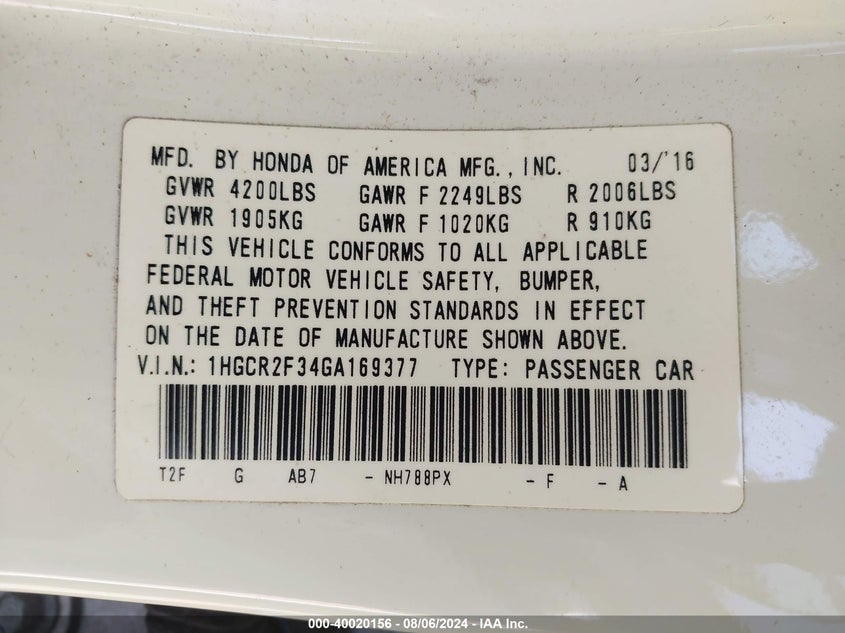 MFD. BY HONDA OF AMERICA MFG., INC. 03/'16
GVWR 4200LBS GAWR F 2249LBS R 2006LBS
GVWR 1905KG GAWR F 1020KG R 910KG
THIS VEHICLE CONFORMS TO ALL APPLICABLE
FEDERAL MOTOR VEHICLE SAFETY, BUMPER,
AND THEFT PREVENTION STANDARDS IN EFFECT
ON THE DATE OF MANUFACTURE SHOWN ABOVE.
V.I.N.: 1HGCR2F34GA169377 TYPE: PASSENGER CAR
T2F G AB7 - NH788PX - F - A
000-40020156 — 08/06/2024 — IAA Inc.